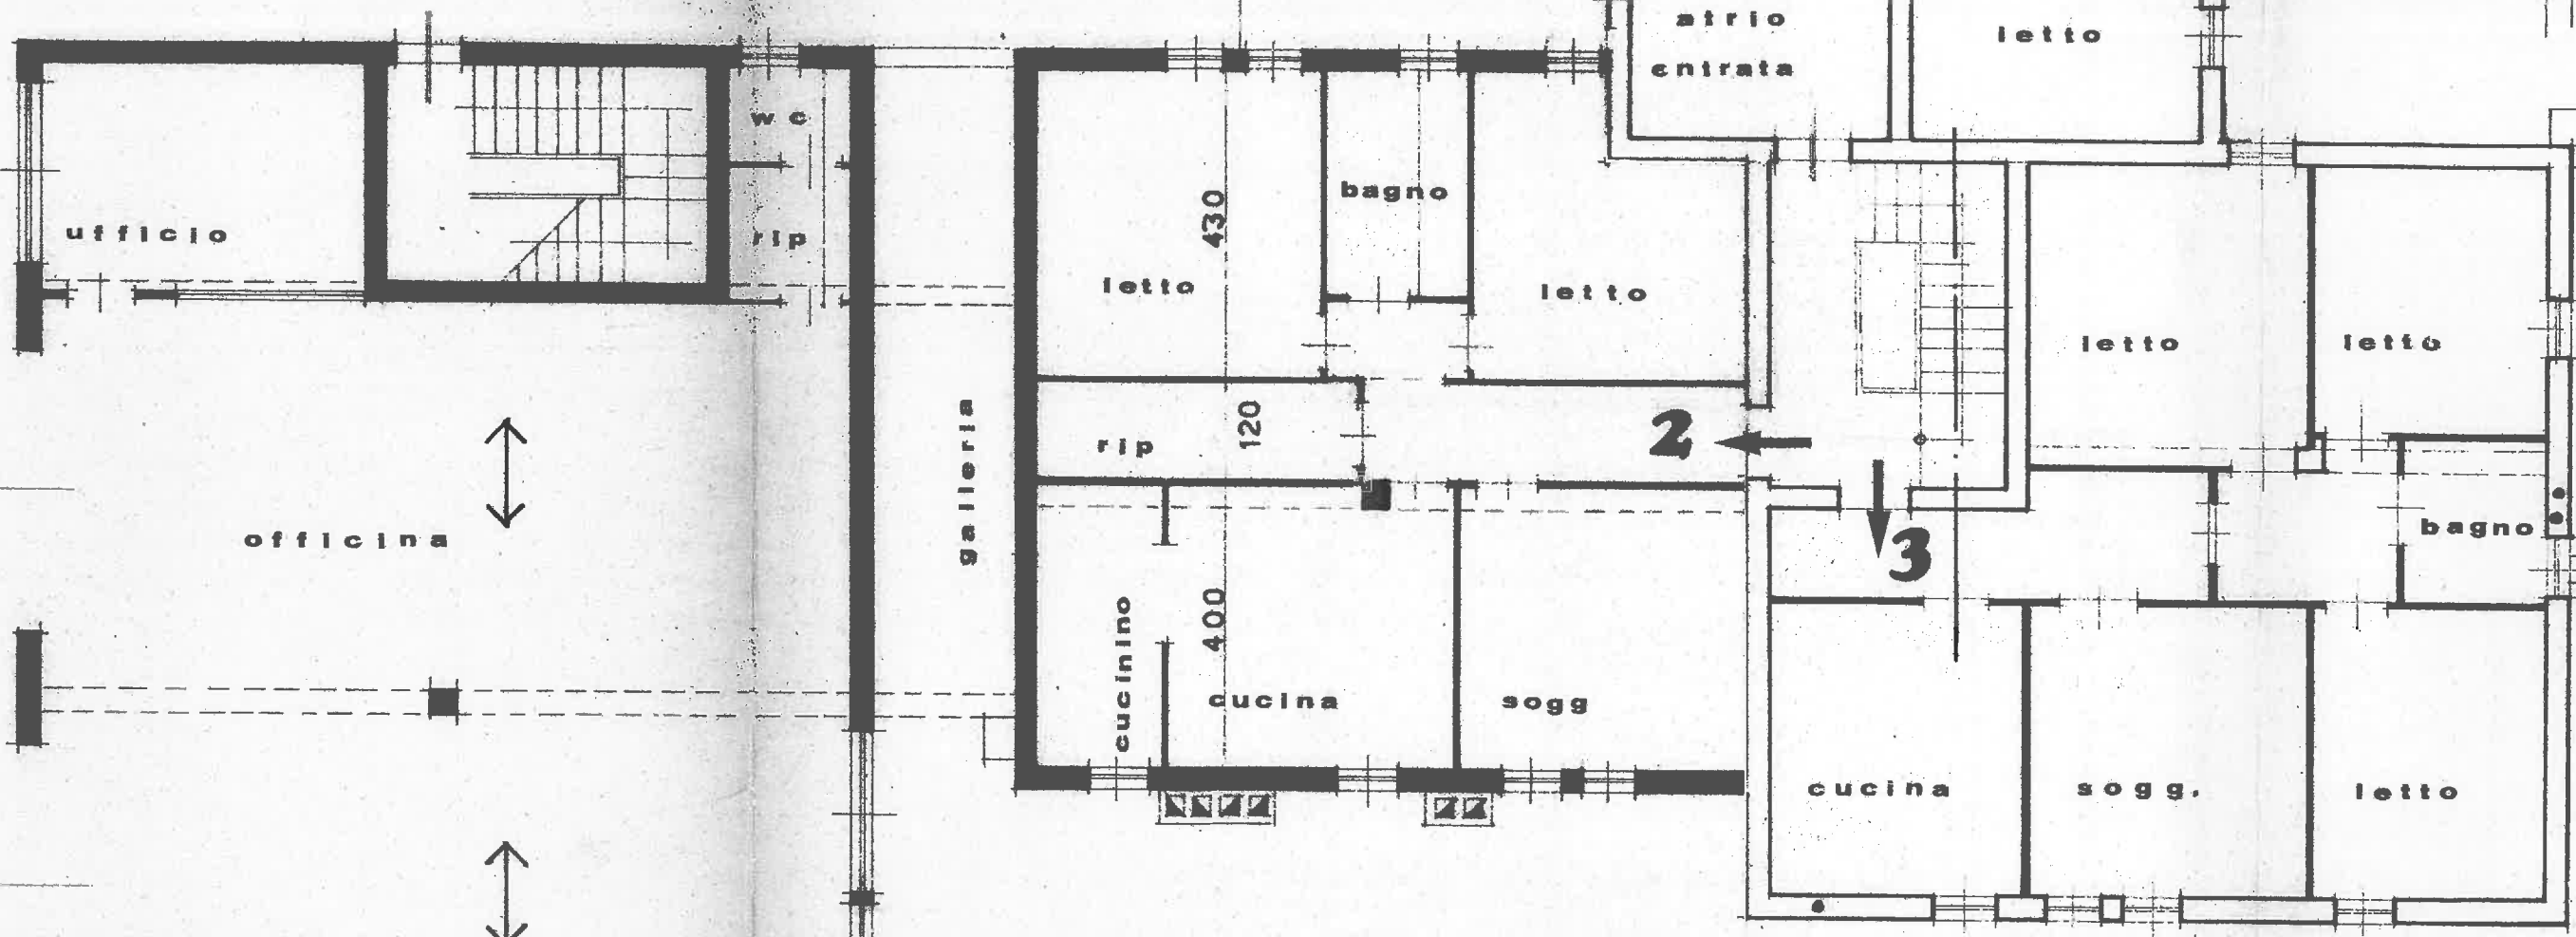 atrio
entrata
letto
wc
rip
ufficio
officina
galleria
letto
430
bagno
letto
rip
120
2
3
cucinino
400
cucina
sogg
letto
letto
bagno
cucina
sogg.
letto